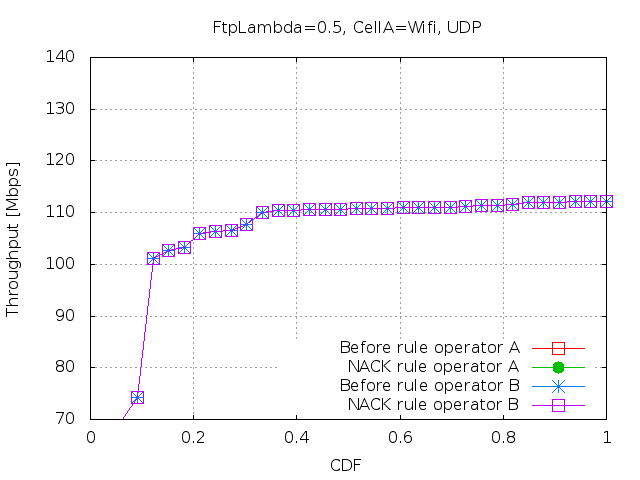 FtpLambda=0.5, CellA=Wifi, UDP
140
130
120
110
100
90
80
70
Throughput [Mbps]
Before rule operator A
NACK rule operator A
Before rule operator B
NACK rule operator B
0 0.2 0.4 0.6 0.8 1
CDF